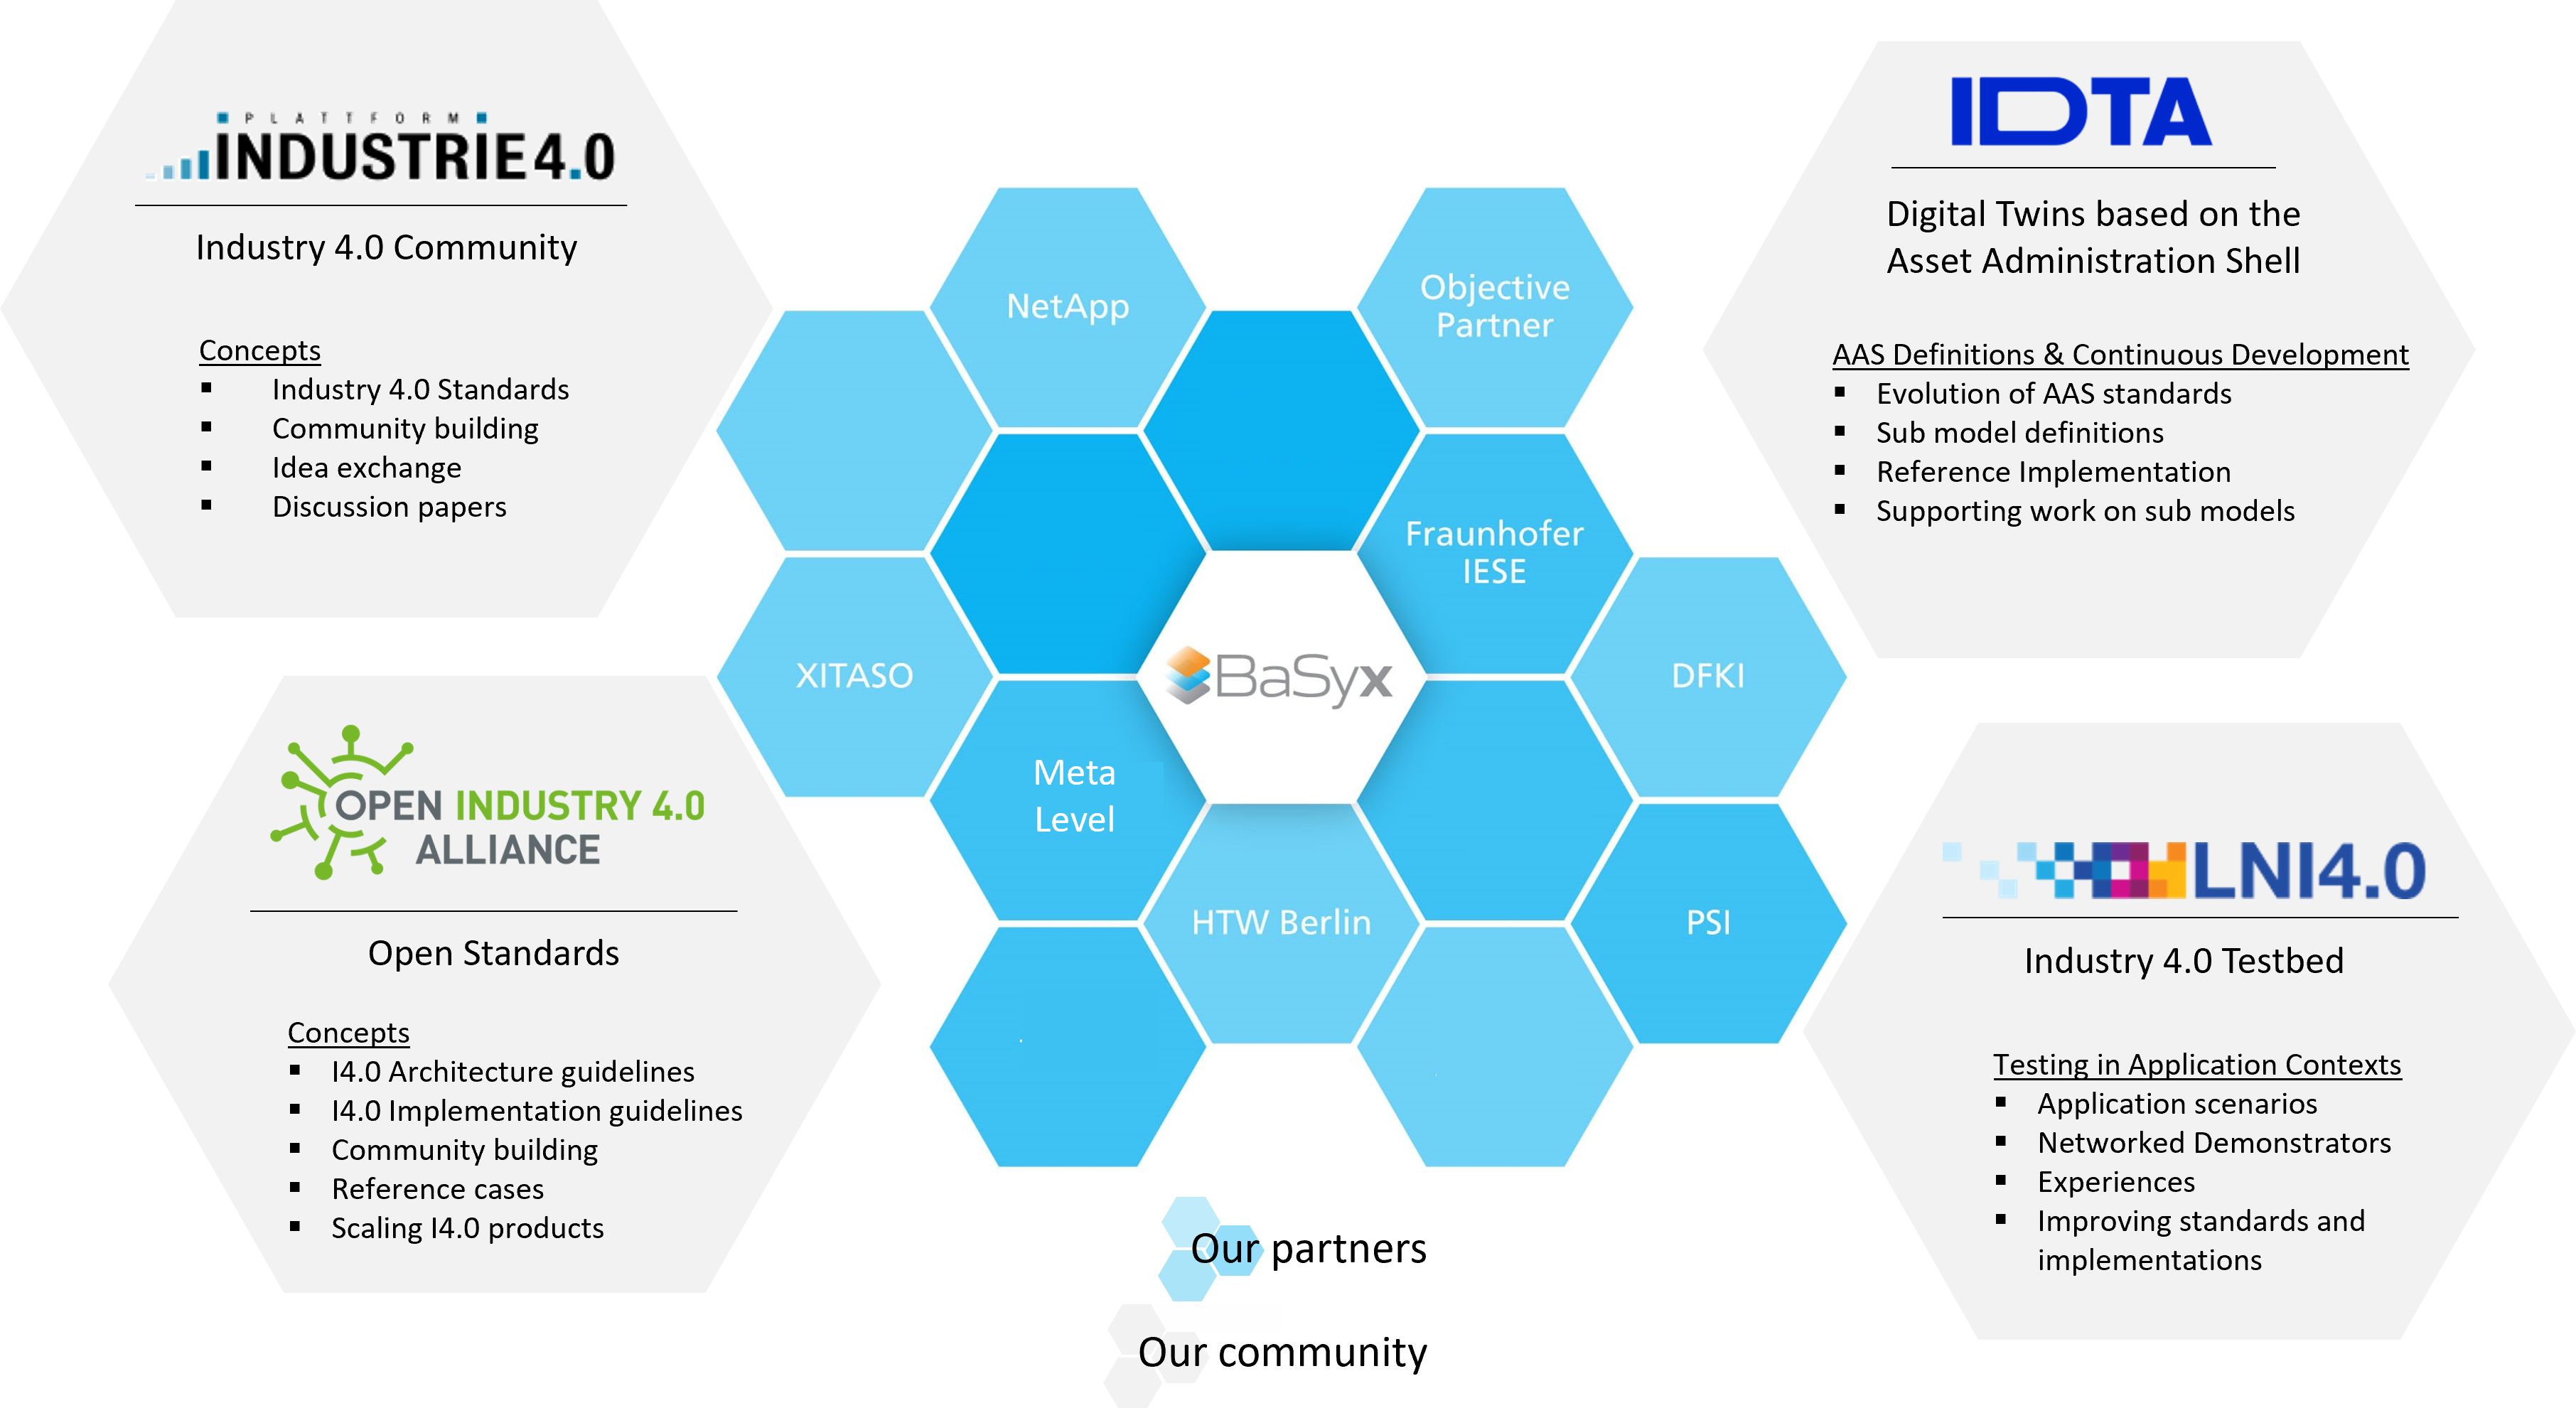 PLATTFORM
INDUSTRIE4.0
Industry 4.0 Community
Concepts
▪ Industry 4.0 Standards
▪ Community building
▪ Idea exchange
▪ Discussion papers
IDTA
Digital Twins based on the
Asset Administration Shell
AAS Definitions & Continuous Development
▪ Evolution of AAS standards
▪ Sub model definitions
▪ Reference Implementation
▪ Supporting work on sub models
NetApp
Objective
Partner
Fraunhofer
IESE
XITASO
BaSyx
DFKI
Meta
Level
HTW Berlin
PSI
OPEN INDUSTRY 4.0
ALLIANCE
Open Standards
Concepts
▪ I4.0 Architecture guidelines
▪ I4.0 Implementation guidelines
▪ Community building
▪ Reference cases
▪ Scaling I4.0 products
LNI4.0
Industry 4.0 Testbed
Testing in Application Contexts
▪ Application scenarios
▪ Networked Demonstrators
▪ Experiences
▪ Improving standards and
implementations
Our partners
Our community